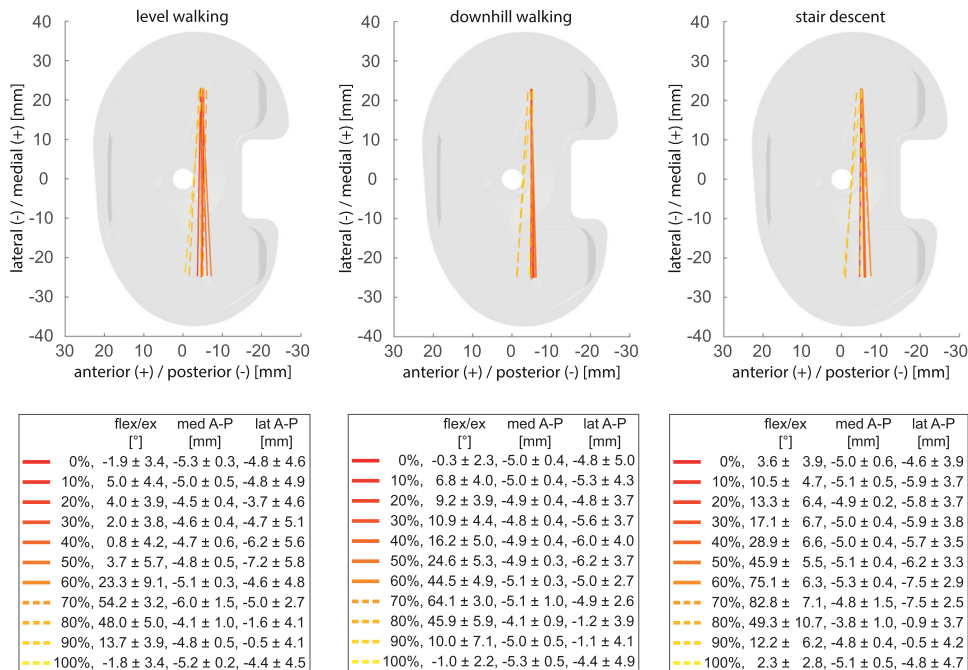 level walking
40
30
20
10
0
-10
-20
-30
-40
lateral (-) / medial (+) [mm]
30 20 10 0 -10 -20 -30
anterior (+) / posterior (-) [mm]
downhill walking
40
30
20
10
0
-10
-20
-30
-40
lateral (-) / medial (+) [mm]
30 20 10 0 -10 -20 -30
anterior (+) / posterior (-) [mm]
stair descent
40
30
20
10
0
-10
-20
-30
-40
lateral (-) / medial (+) [mm]
30 20 10 0 -10 -20 -30
anterior (+) / posterior (-) [mm]
flex/ex med A-P lat A-P
[°] [mm] [mm]
0%, -1.9 ± 3.4, -5.3 ± 0.3, -4.8 ± 4.6
10%, 5.0 ± 4.4, -5.0 ± 0.5, -4.8 ± 4.9
20%, 4.0 ± 3.9, -4.5 ± 0.4, -3.7 ± 4.6
30%, 2.0 ± 3.8, -4.6 ± 0.4, -4.7 ± 5.1
40%, 0.8 ± 4.2, -4.7 ± 0.6, -6.2 ± 5.6
50%, 3.7 ± 5.7, -4.8 ± 0.5, -7.2 ± 5.8
60%, 23.3 ± 9.1, -5.1 ± 0.3, -4.6 ± 4.8
70%, 54.2 ± 3.2, -6.0 ± 1.5, -5.0 ± 2.7
80%, 48.0 ± 5.0, -4.1 ± 1.0, -1.6 ± 4.1
90%, 13.7 ± 3.9, -4.8 ± 0.5, -0.5 ± 4.1
100%, -1.8 ± 3.4, -5.2 ± 0.2, -4.4 ± 4.5
flex/ex med A-P lat A-P
[°] [mm] [mm]
0%, -0.3 ± 2.3, -5.0 ± 0.4, -4.8 ± 5.0
10%, 6.8 ± 4.0, -5.0 ± 0.4, -5.3 ± 4.3
20%, 9.2 ± 3.9, -4.9 ± 0.4, -4.8 ± 3.7
30%, 10.9 ± 4.4, -4.8 ± 0.4, -5.6 ± 3.7
40%, 16.2 ± 5.0, -4.9 ± 0.4, -6.0 ± 4.0
50%, 24.6 ± 5.3, -4.9 ± 0.4, -6.2 ± 3.7
60%, 44.5 ± 4.9, -5.1 ± 0.3, -5.0 ± 2.7
70%, 64.1 ± 3.0, -5.1 ± 1.0, -4.9 ± 2.6
80%, 45.9 ± 5.9, -4.1 ± 0.9, -1.2 ± 3.9
90%, 10.0 ± 7.1, -5.0 ± 0.5, -1.1 ± 4.1
100%, -1.0 ± 2.2, -5.3 ± 0.5, -4.4 ± 4.9
flex/ex med A-P lat A-P
[°] [mm] [mm]
0%, 3.6 ± 3.9, -5.0 ± 0.6, -4.6 ± 3.9
10%, 10.5 ± 4.7, -5.1 ± 0.5, -5.9 ± 3.7
20%, 13.3 ± 6.4, -4.9 ± 0.2, -5.8 ± 3.7
30%, 17.1 ± 6.7, -5.0 ± 0.4, -5.9 ± 3.8
40%, 28.9 ± 6.6, -5.0 ± 0.4, -5.7 ± 3.5
50%, 45.9 ± 5.5, -5.1 ± 0.4, -6.2 ± 3.3
60%, 75.1 ± 6.3, -5.3 ± 0.4, -7.5 ± 2.9
70%, 82.8 ± 7.1, -4.8 ± 1.5, -7.5 ± 2.5
80%, 49.3 ± 10.7, -3.8 ± 1.0, -0.9 ± 3.7
90%, 12.2 ± 6.2, -4.8 ± 0.4, -0.5 ± 4.2
100%, 2.3 ± 2.8, -5.1 ± 0.5, -4.8 ± 4.7